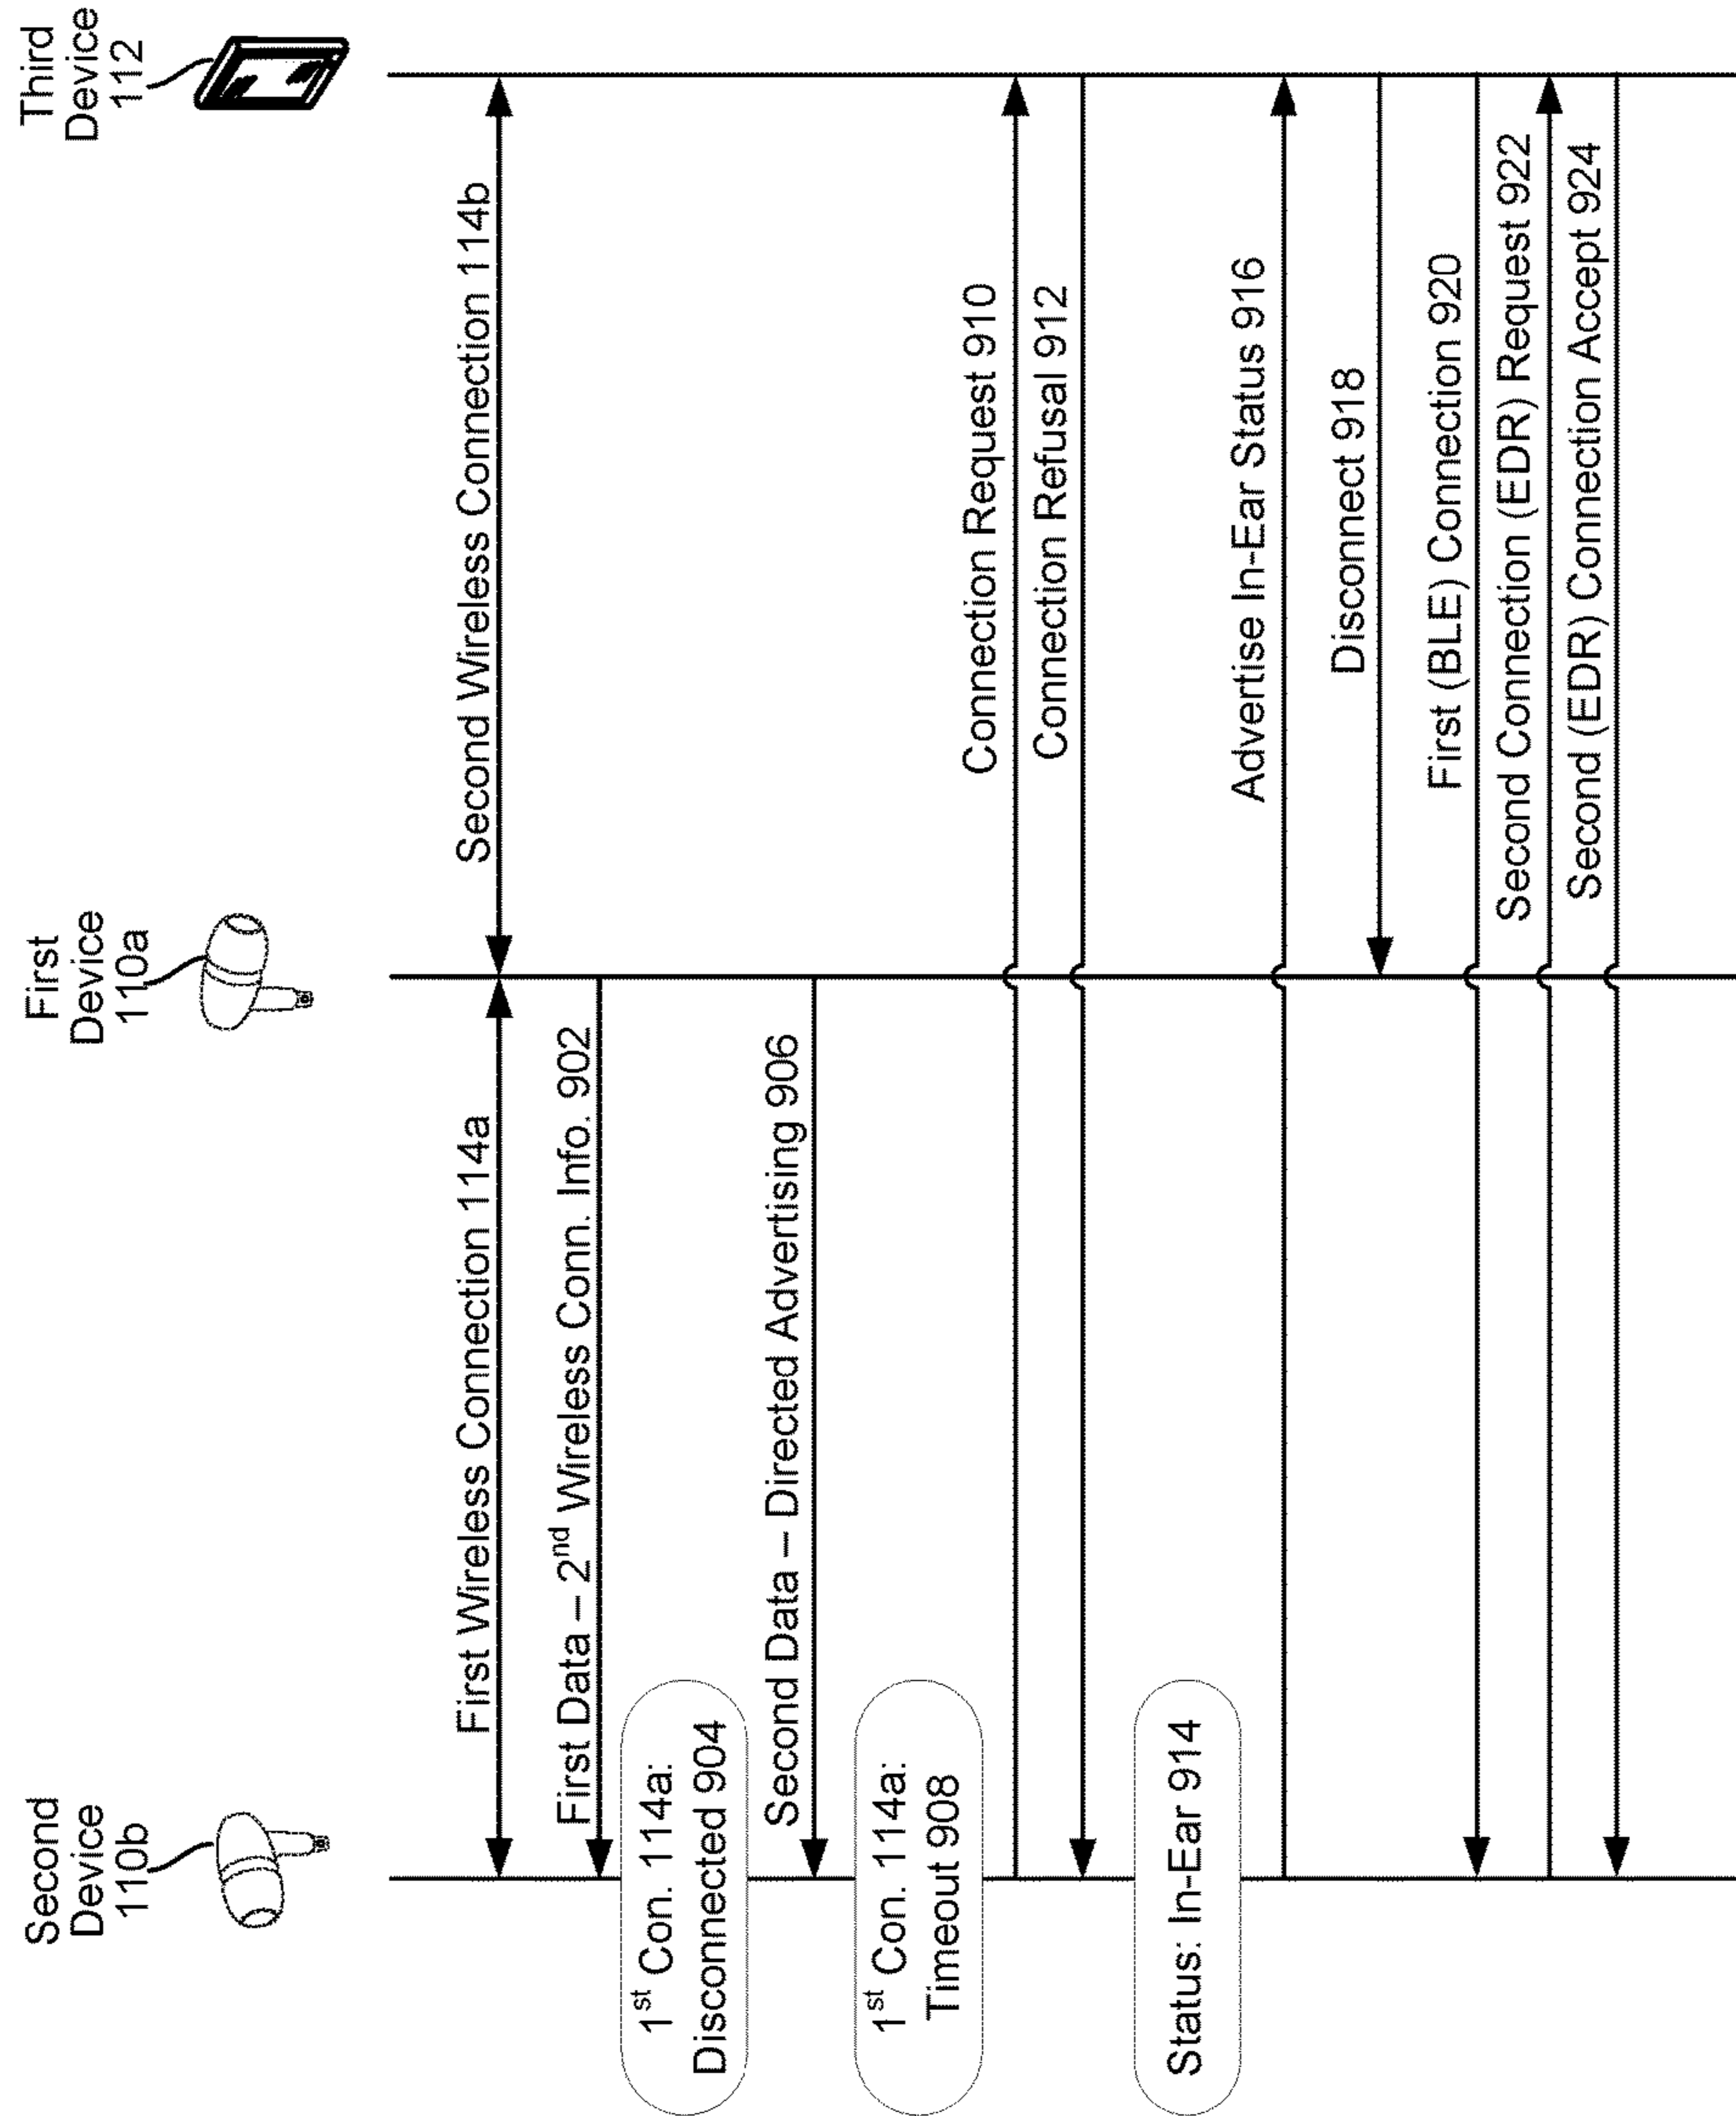 Second
Device
110b
First
Device
110a
Third
Device
112
First Wireless Connection 114a
Second Wireless Connection 114b
First Data – 2nd Wireless Conn. Info. 902
1st Con. 114a:
Disconnected 904
Second Data – Directed Advertising 906
1st Con. 114a:
Timeout 908
Connection Request 910
Connection Refusal 912
Status: In-Ear 914
Advertise In-Ear Status 916
Disconnect 918
First (BLE) Connection 920
Second Connection (EDR) Request 922
Second (EDR) Connection Accept 924